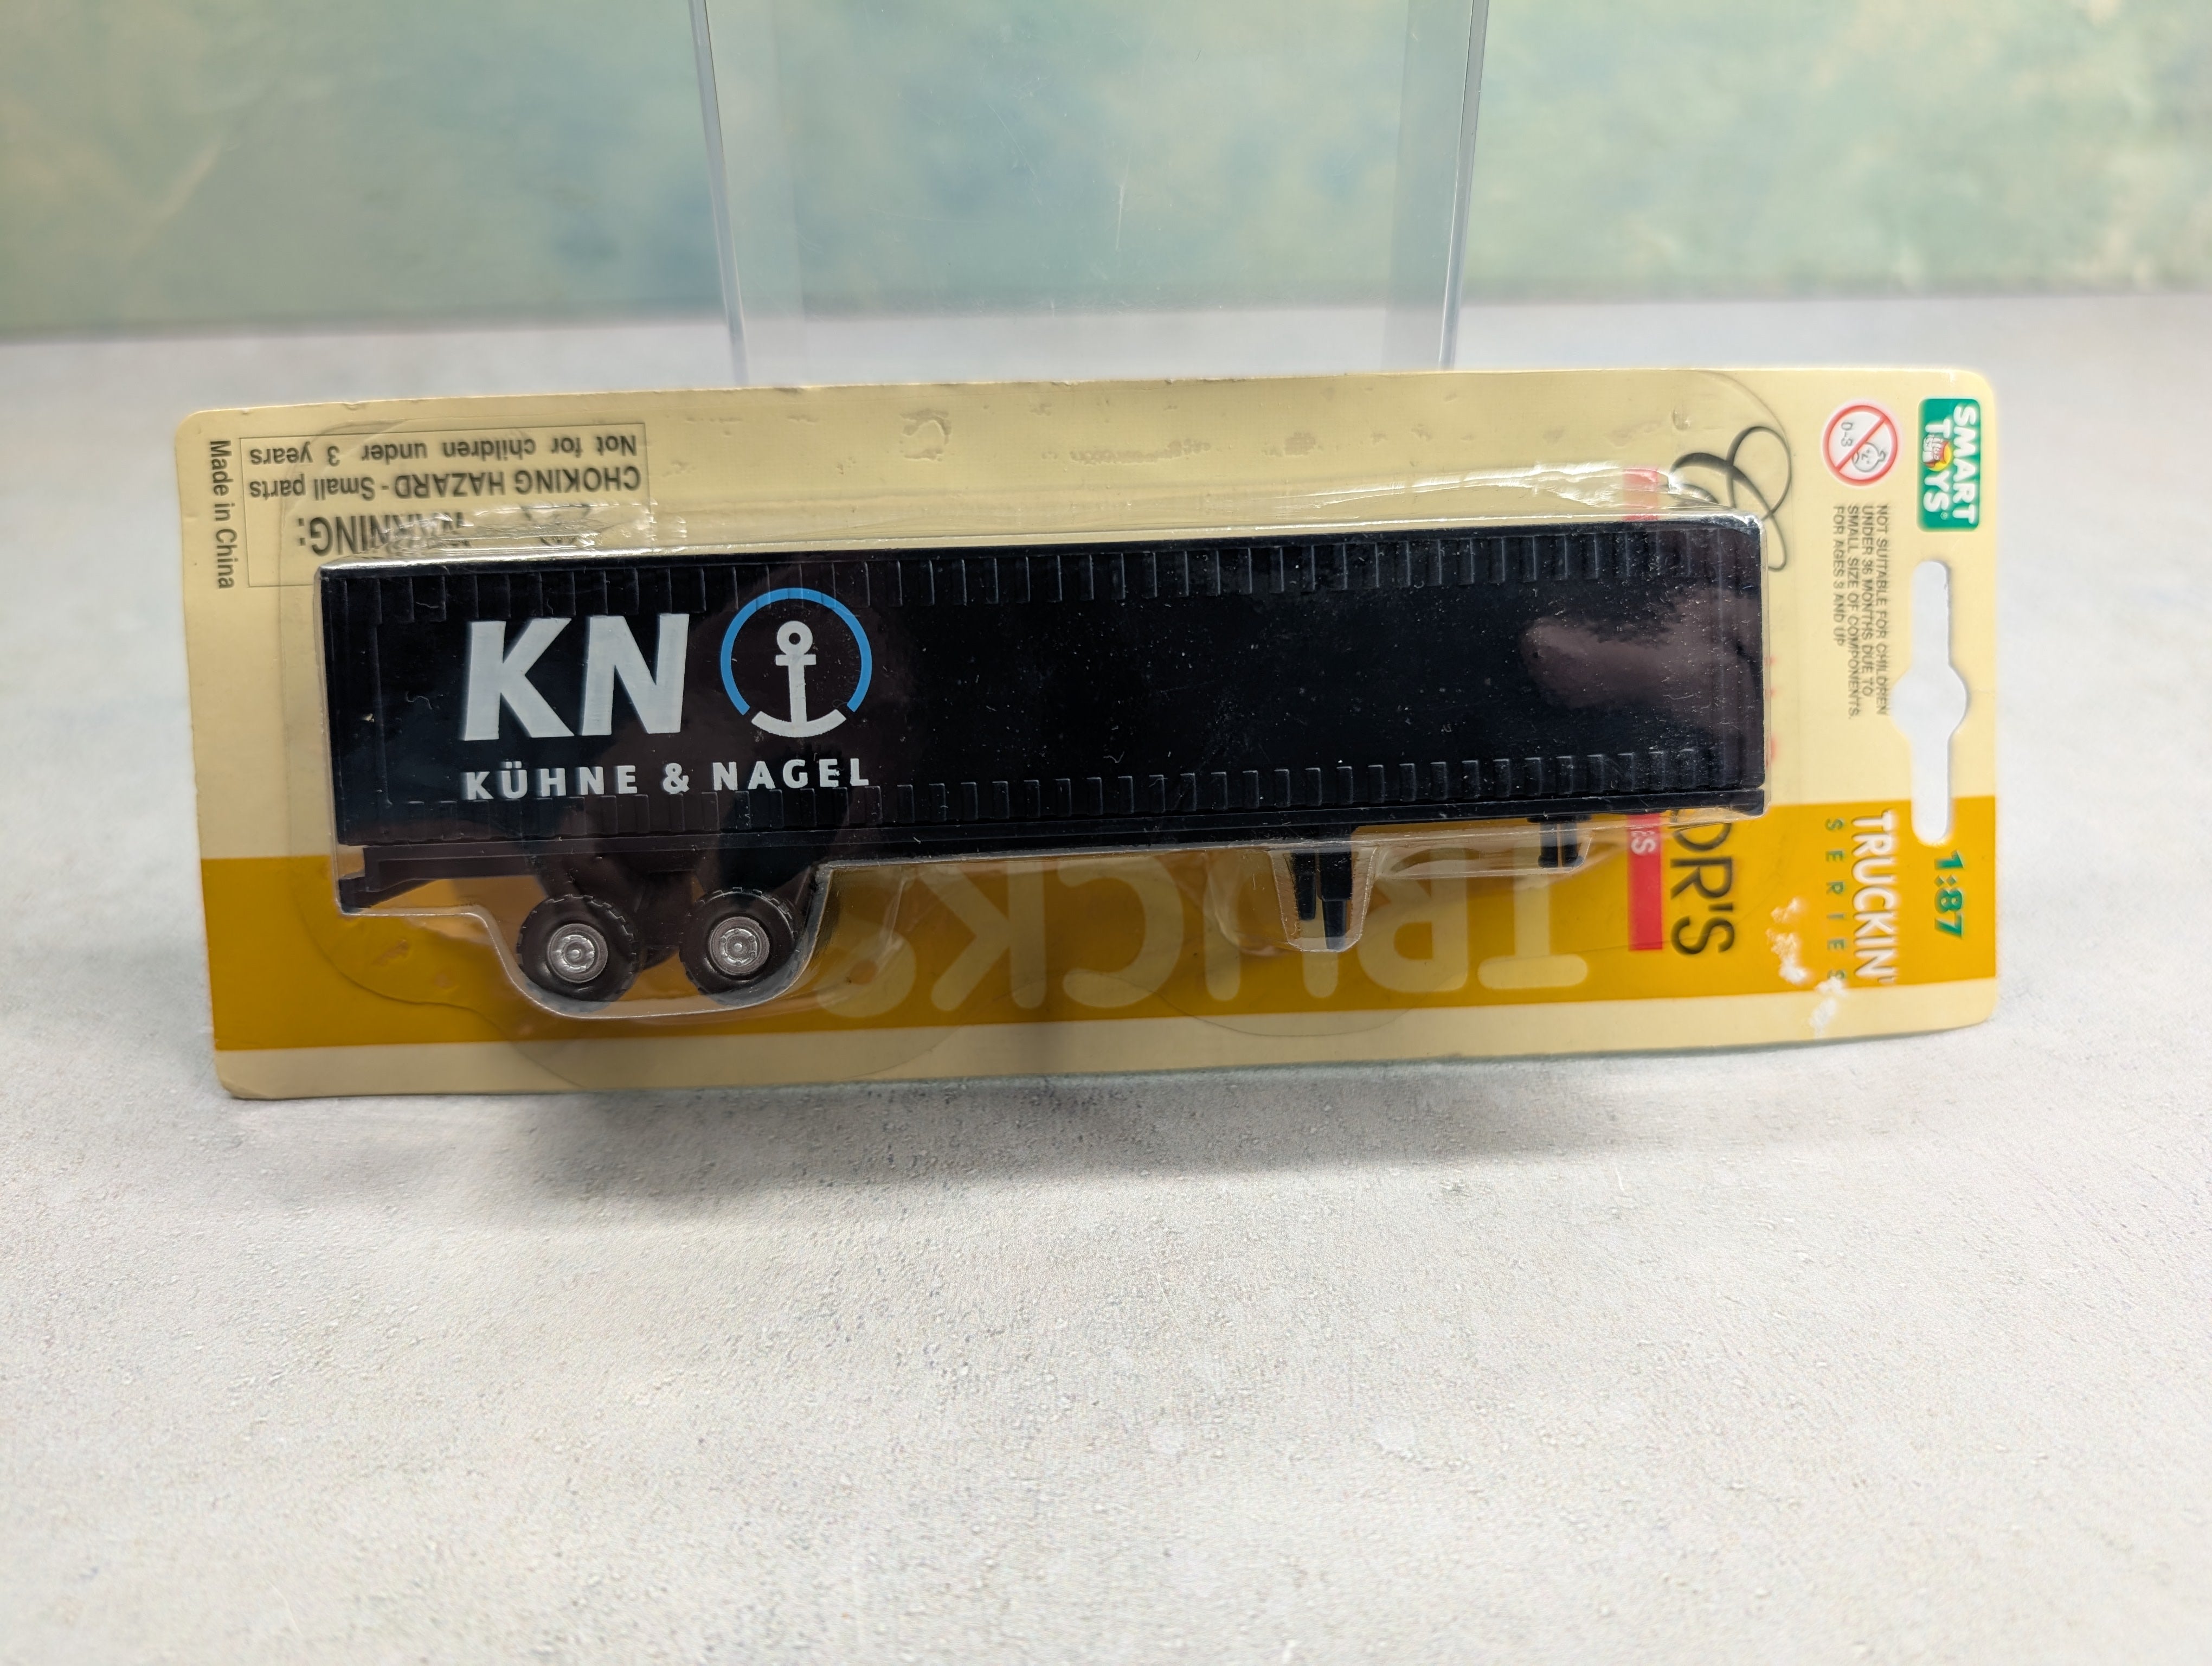 KN
KÜHNE & NAGEL
WARNING:
CHOKING HAZARD - Small parts
Not for children under 3 years
Made in China
SMART
TOYS
0-3
NOT SUITABLE FOR CHILDREN
UNDER 36 MONTHS DUE TO
SMALL SIZE OF COMPONENTS.
FOR AGES 3 AND UP
1:87
TRUCKIN'
SERIES
TRUCKS